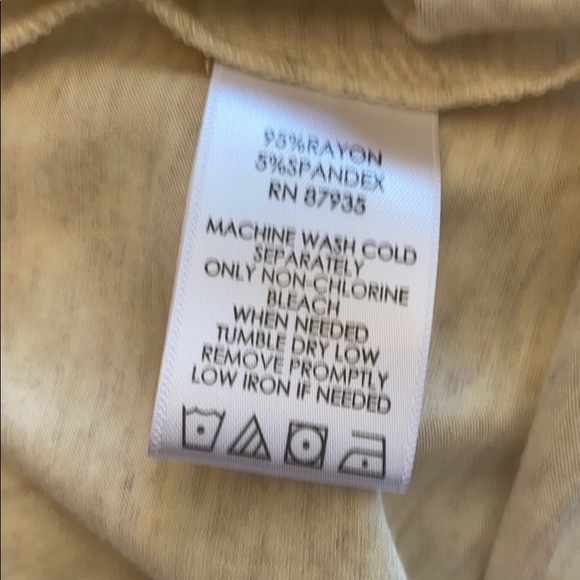 95%RAYON
5%SPANDEX
RN 87935
MACHINE WASH COLD
SEPARATELY
ONLY NON-CHLORINE
BLEACH
WHEN NEEDED
TUMBLE DRY LOW
REMOVE PROMPTLY
LOW IRON IF NEEDED